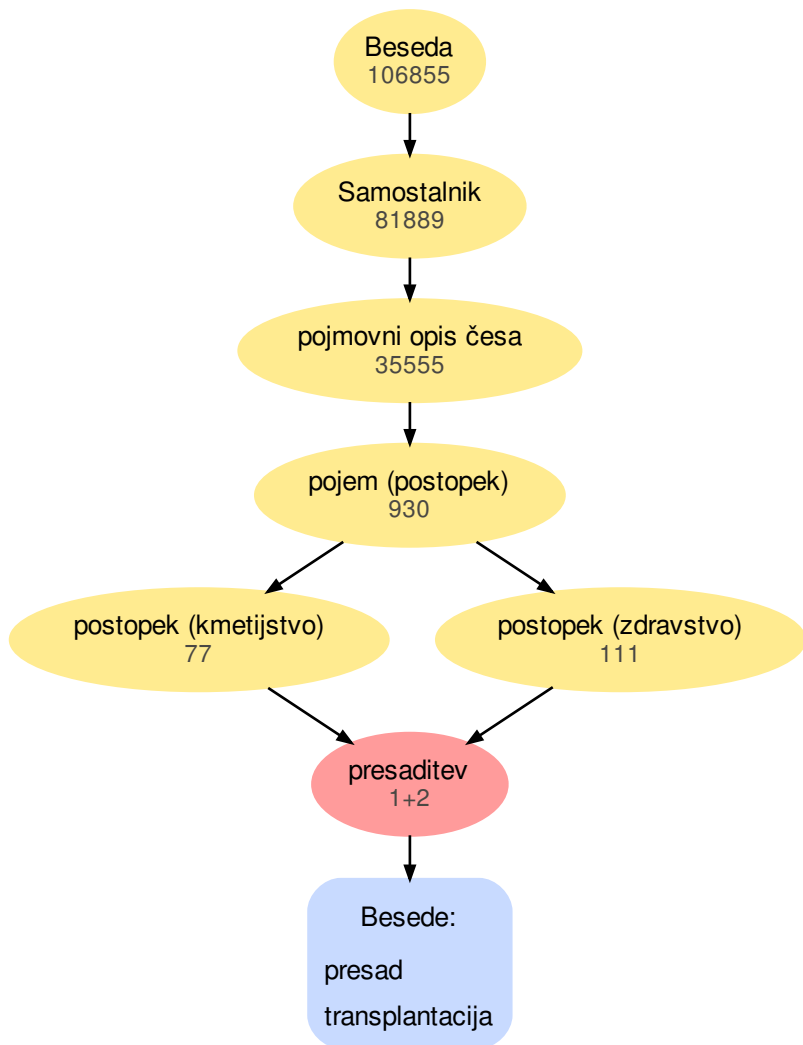 Beseda
106855
Samostalnik
81889
pojmovni opis česa
35555
pojem (postopek)
930
postopek (kmetijstvo)
77
postopek (zdravstvo)
111
presaditev
1+2
Besede:
presad
transplantacija